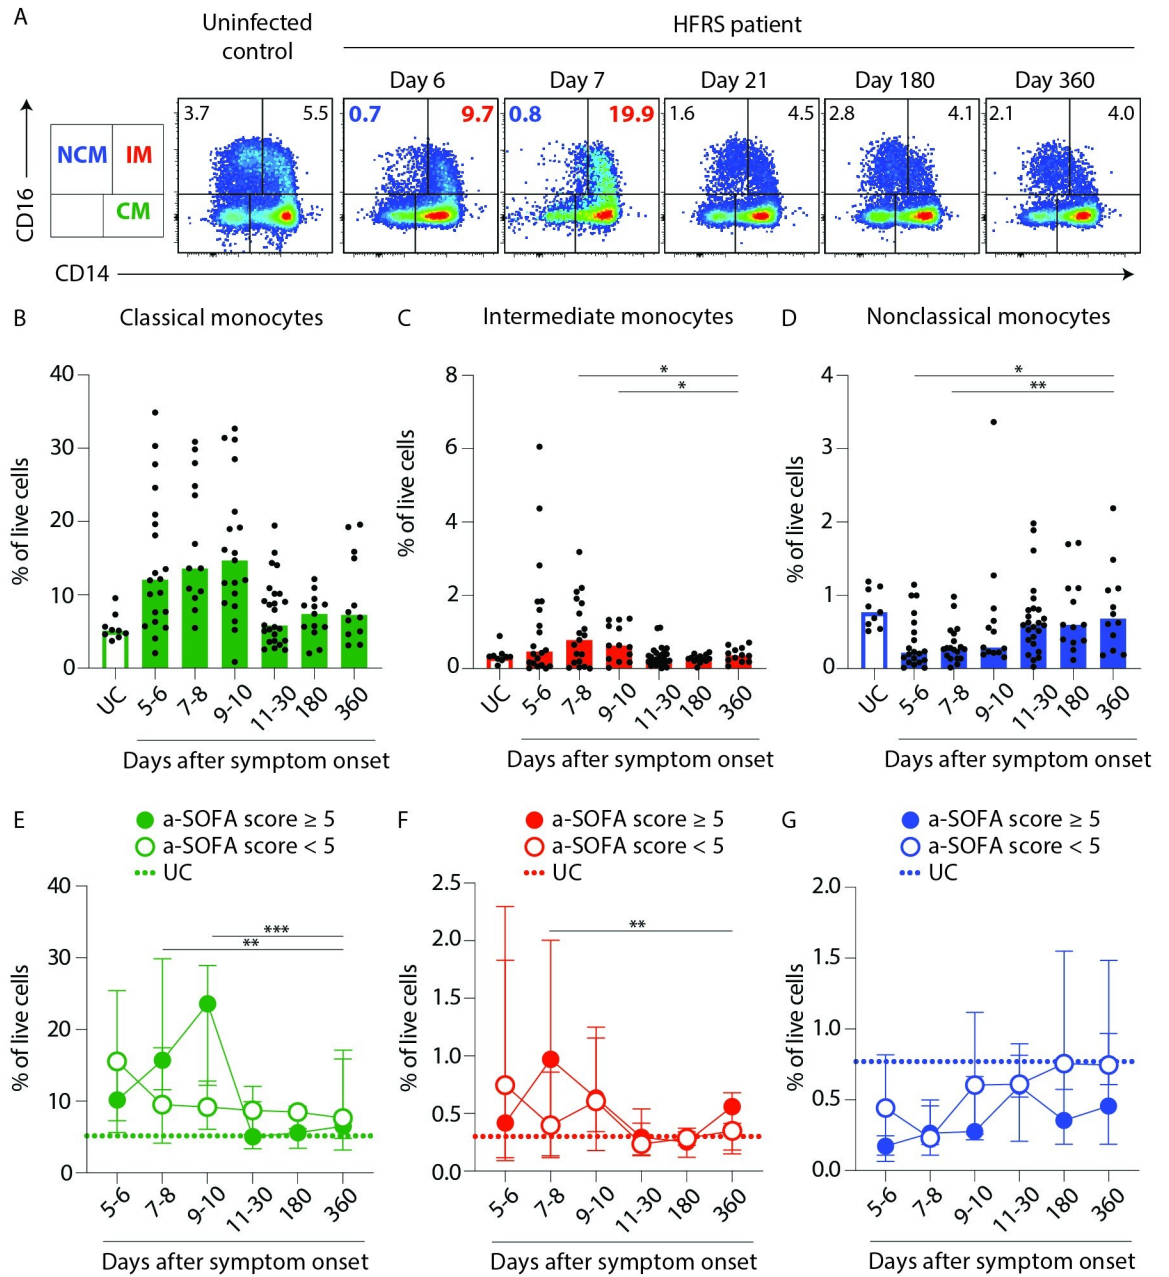 A
Uninfected
control
HFRS patient
Day 6
Day 7
Day 21
Day 180
Day 360
CD16
NCM
IM
CM
3.7
5.5
0.7
9.7
0.8
19.9
1.6
4.5
2.8
4.1
2.1
4.0
CD14
B
Classical monocytes
% of live cells
40
30
20
10
0
UC
5-6
7-8
9-10
11-30
180
360
Days after symptom onset
C
Intermediate monocytes
% of live cells
8
6
4
2
0
*
*
UC
5-6
7-8
9-10
11-30
180
360
Days after symptom onset
D
Nonclassical monocytes
% of live cells
4
3
2
1
0
*
**
UC
5-6
7-8
9-10
11-30
180
360
Days after symptom onset
E
a-SOFA score ≥ 5
a-SOFA score < 5
UC
% of live cells
40
30
20
10
0
***
**
5-6
7-8
9-10
11-30
180
360
Days after symptom onset
F
a-SOFA score ≥ 5
a-SOFA score < 5
UC
% of live cells
2.5
2.0
1.5
1.0
0.5
0.0
**
5-6
7-8
9-10
11-30
180
360
Days after symptom onset
G
a-SOFA score ≥ 5
a-SOFA score < 5
UC
% of live cells
2.0
1.5
1.0
0.5
0.0
5-6
7-8
9-10
11-30
180
360
Days after symptom onset